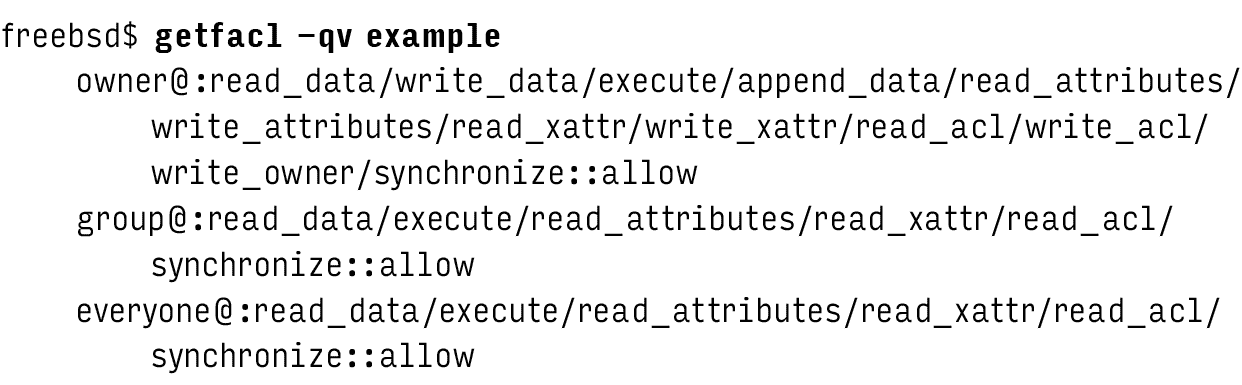 freebsd$ getfacl -qv example
owner@:read_data/write_data/execute/append_data/read_attributes/
write_attributes/read_xattr/write_xattr/read_acl/write_acl/
write_owner/synchronize::allow
group@:read_data/execute/read_attributes/read_xattr/read_acl/
synchronize::allow
everyone@:read_data/execute/read_attributes/read_xattr/read_acl/
synchronize::allow